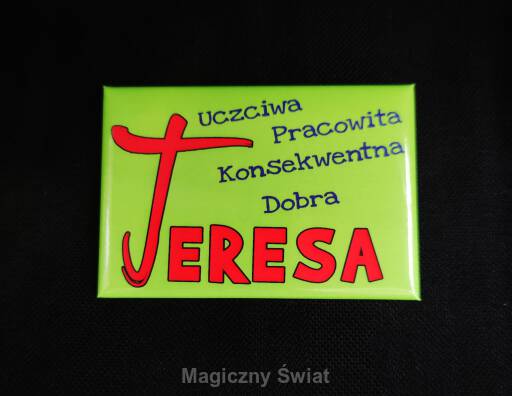 Uczciwa
Pracowita
Konsekwentna
Dobra
TERESA
Magiczny Świat